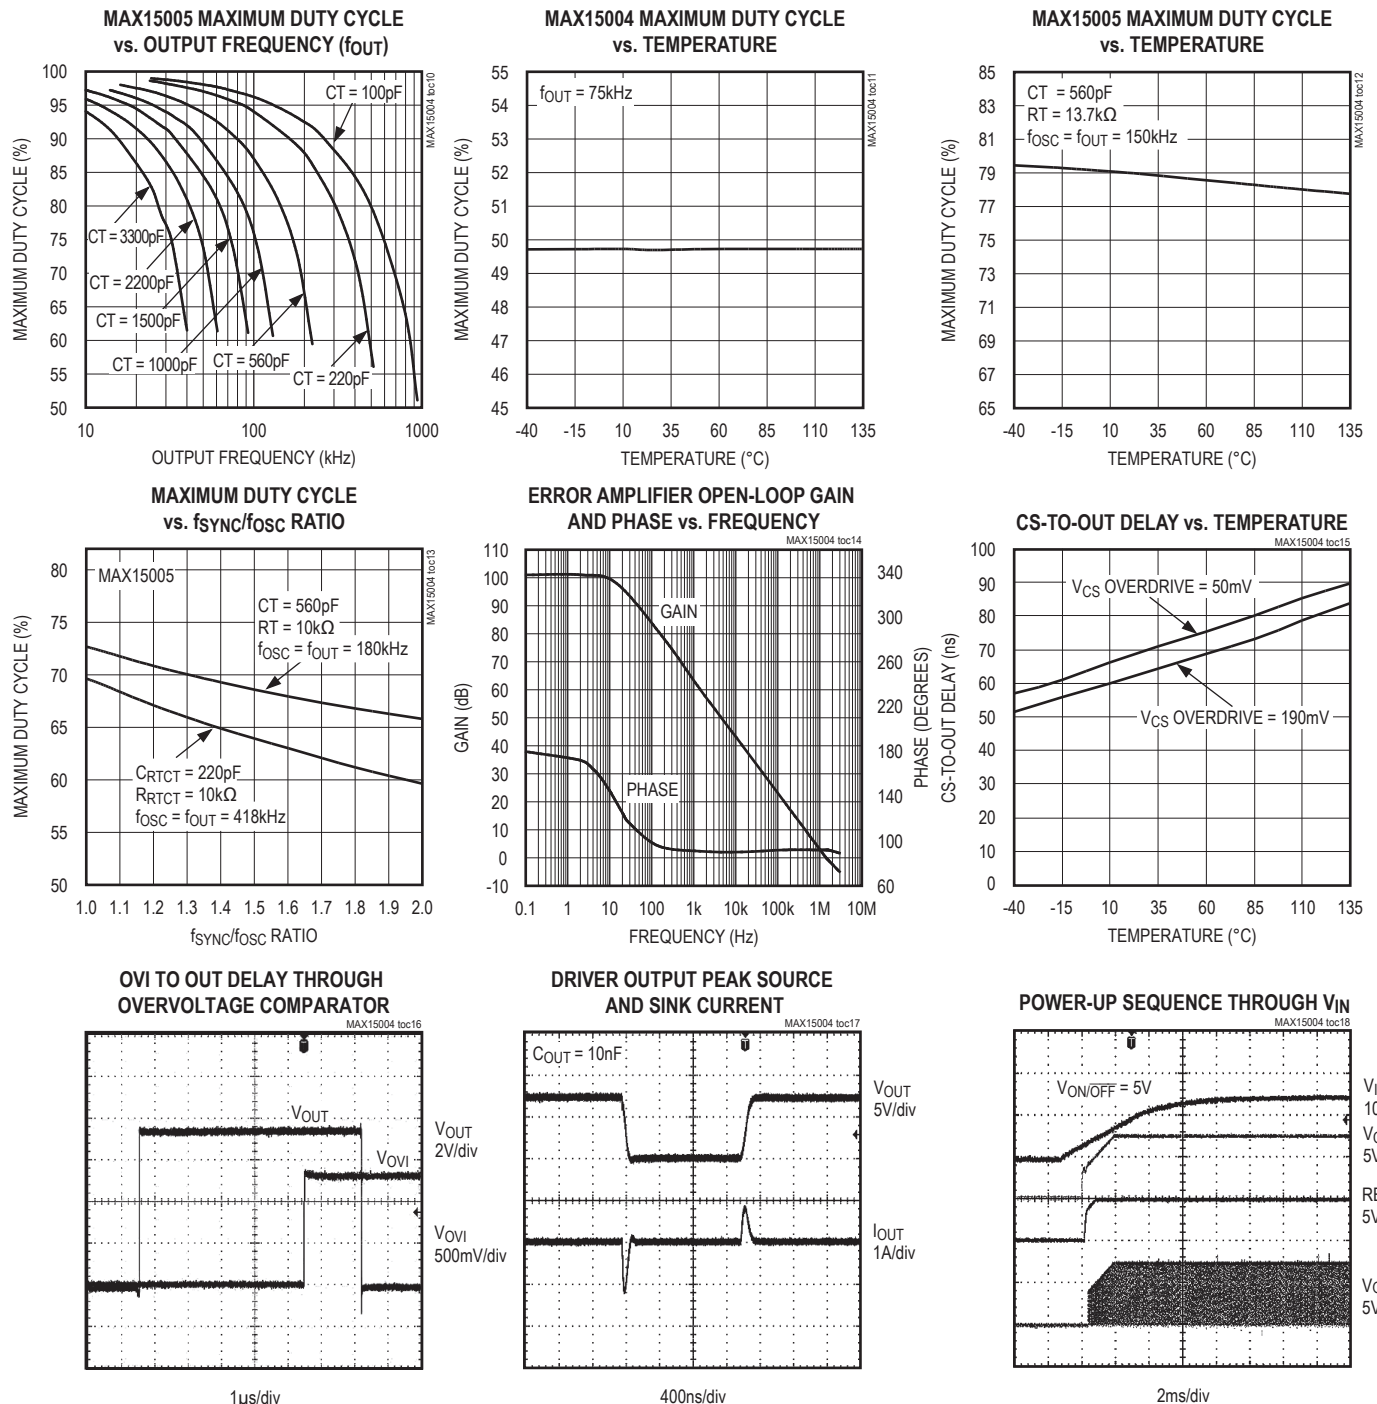 MAX15005 MAXIMUM DUTY CYCLE
vs. OUTPUT FREQUENCY (fOUT)
MAX15004 toc10
MAXIMUM DUTY CYCLE (%)
100
95
90
85
80
75
70
65
60
55
50
CT = 100pF
CT = 3300pF
CT = 2200pF
CT = 1500pF
CT = 1000pF
CT = 560pF
CT = 220pF
10 100 1000
OUTPUT FREQUENCY (kHz)
MAX15004 MAXIMUM DUTY CYCLE
vs. TEMPERATURE
MAX15004 toc11
MAXIMUM DUTY CYCLE (%)
55
54
53
52
51
50
49
48
47
46
45
fOUT = 75kHz
-40 -15 10 35 60 85 110 135
TEMPERATURE (°C)
MAX15005 MAXIMUM DUTY CYCLE
vs. TEMPERATURE
MAX15004 toc12
MAXIMUM DUTY CYCLE (%)
85
83
81
79
77
75
73
71
69
67
65
CT = 560pF
RT = 13.7kΩ
fOSC = fOUT = 150kHz
-40 -15 10 35 60 85 110 135
TEMPERATURE (°C)
MAXIMUM DUTY CYCLE
vs. fSYNC/fOSC RATIO
MAX15004 toc13
MAXIMUM DUTY CYCLE (%)
80
75
70
65
60
55
50
MAX15005
CT = 560pF
RT = 10kΩ
fOSC = fOUT = 180kHz
CRTCT = 220pF
RRTCT = 10kΩ
fOSC = fOUT = 418kHz
1.0 1.1 1.2 1.3 1.4 1.5 1.6 1.7 1.8 1.9 2.0
fSYNC/fOSC RATIO
ERROR AMPLIFIER OPEN-LOOP GAIN
AND PHASE vs. FREQUENCY
MAX15004 toc14
GAIN (dB)
110
100
90
80
70
60
50
40
30
20
10
0
-10
GAIN
PHASE
340
300
260
220
180
140
100
60
PHASE (DEGREES)
0.1 1 10 100 1k 10k 100k 1M 10M
FREQUENCY (Hz)
CS-TO-OUT DELAY vs. TEMPERATURE
MAX15004 toc15
CS-TO-OUT DELAY (ns)
100
90
80
70
60
50
40
30
20
10
0
VCS OVERDRIVE = 50mV
VCS OVERDRIVE = 190mV
-40 -15 10 35 60 85 110 135
TEMPERATURE (°C)
OVI TO OUT DELAY THROUGH
OVERVOLTAGE COMPARATOR
MAX15004 toc16
VOUT
VOVI
VOUT
2V/div
VOVI
500mV/div
1μs/div
DRIVER OUTPUT PEAK SOURCE
AND SINK CURRENT
MAX15004 toc17
COUT = 10nF
VOUT
5V/div
IOUT
1A/div
400ns/div
POWER-UP SEQUENCE THROUGH VIN
MAX15004 toc18
VON/OFF = 5V
2ms/div